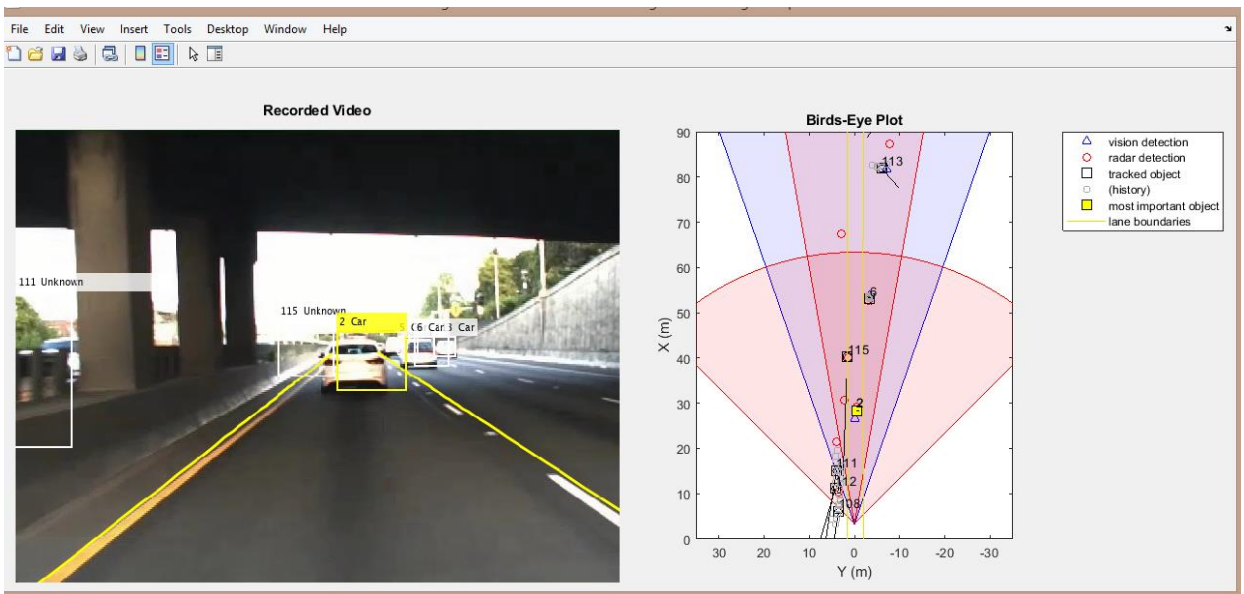 File Edit View Insert Tools Desktop Window Help
Recorded Video
111 Unknown
115 Unknown
2 Car
5 6 Car 3 Car
Birds-Eye Plot
90
80
70
60
50
40
30
20
10
0
X (m)
113
6
115
2
111
112
108
30 20 10 0 -10 -20 -30
Y (m)
vision detection
radar detection
tracked object
(history)
most important object
lane boundaries